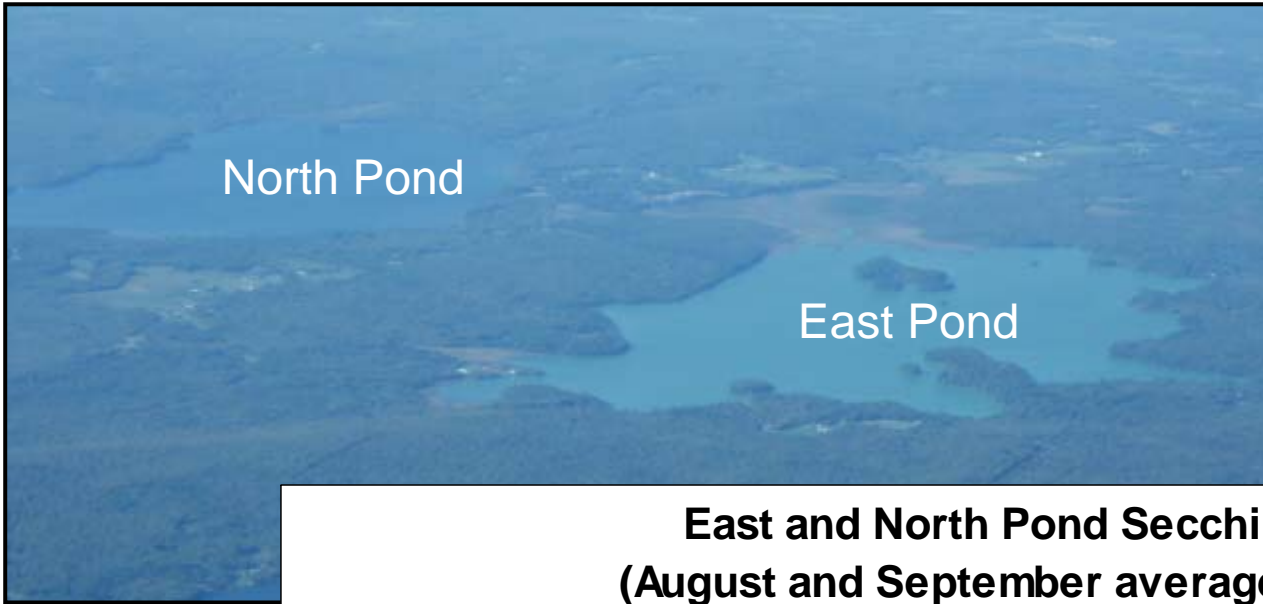 North Pond
East Pond
East and North Pond Secchi
(August and September average